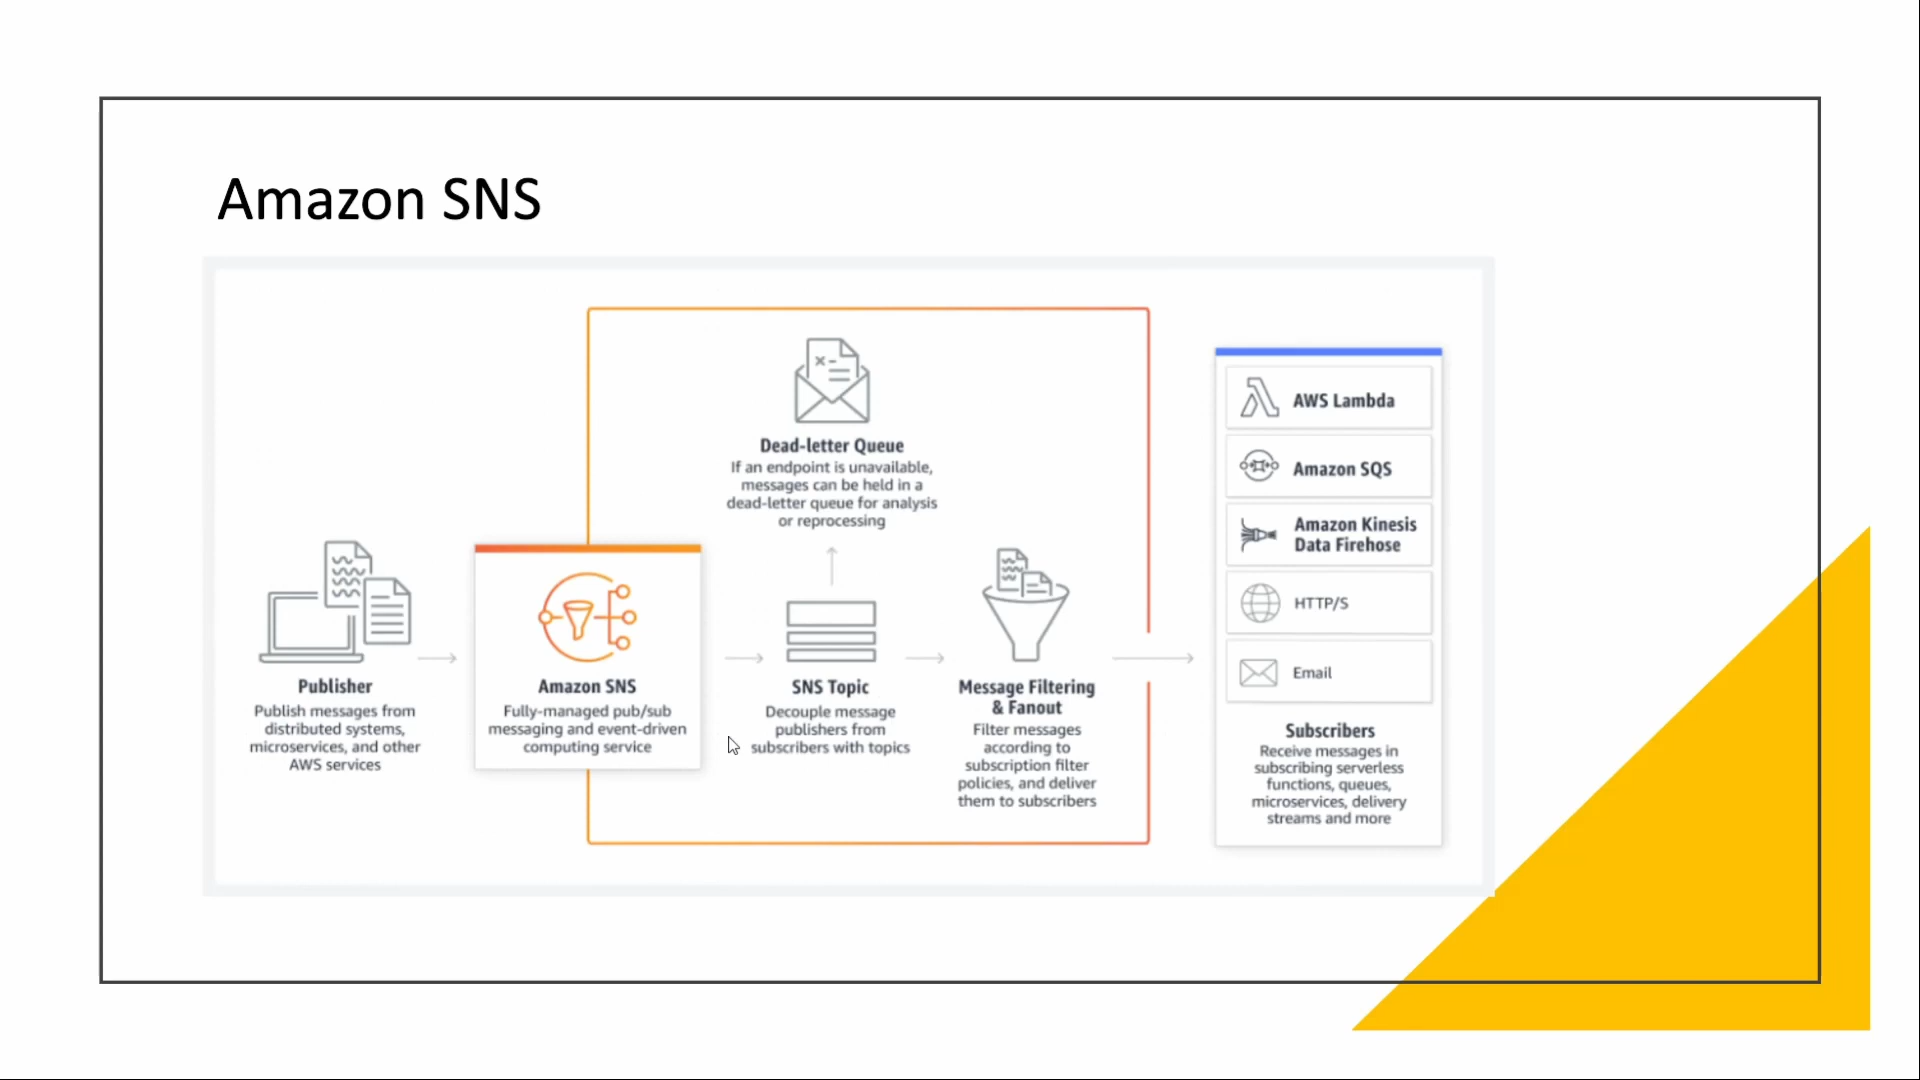 Amazon SNS
Dead-letter Queue
If an endpoint is unavailable,
messages can be held in a
dead-letter queue for analysis
or reprocessing
Publisher
Publish messages from
distributed systems,
microservices, and other
AWS services
Amazon SNS
Fully-managed pub/sub
messaging and event-driven
computing service
SNS Topic
Decouple message
publishers from
subscribers with topics
Message Filtering
& Fanout
Filter messages
according to
subscription filter
policies, and deliver
them to subscribers
AWS Lambda
Amazon SQS
Amazon Kinesis
Data Firehose
HTTP/S
Email
Subscribers
Receive messages in
subscribing serverless
functions, queues,
microservices, delivery
streams and more